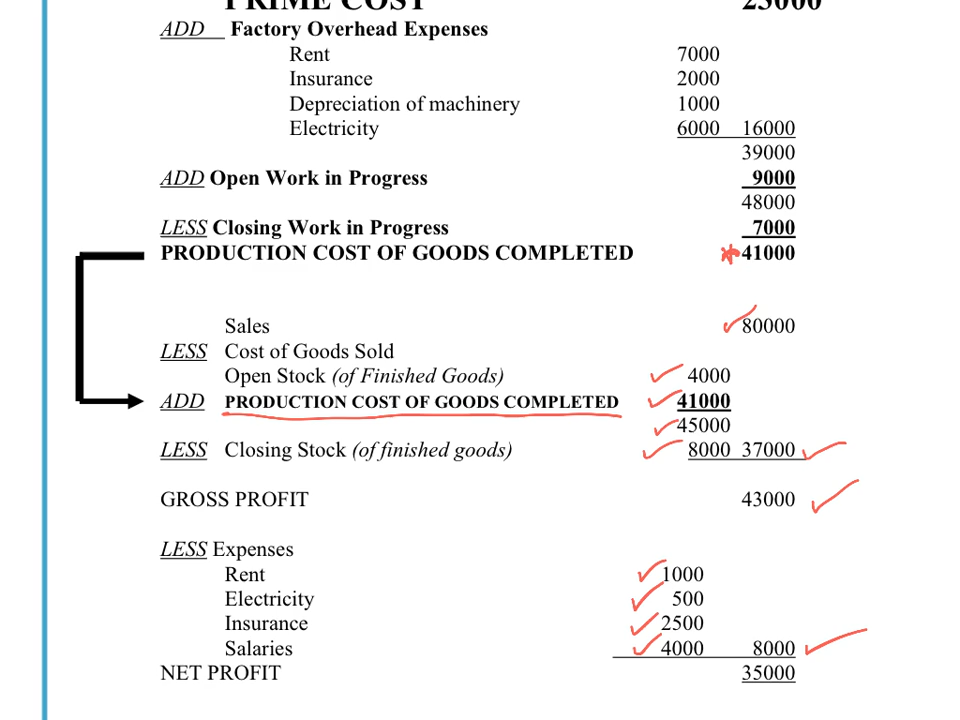 PRIME COST 23000
ADD Factory Overhead Expenses
Rent 7000
Insurance 2000
Depreciation of machinery 1000
Electricity 6000 16000
39000
ADD Open Work in Progress 9000
48000
LESS Closing Work in Progress 7000
PRODUCTION COST OF GOODS COMPLETED *41000
Sales 80000
LESS Cost of Goods Sold
Open Stock (of Finished Goods) 4000
ADD PRODUCTION COST OF GOODS COMPLETED 41000
45000
LESS Closing Stock (of finished goods) 8000 37000
GROSS PROFIT 43000
LESS Expenses
Rent 1000
Electricity 500
Insurance 2500
Salaries 4000 8000
NET PROFIT 35000